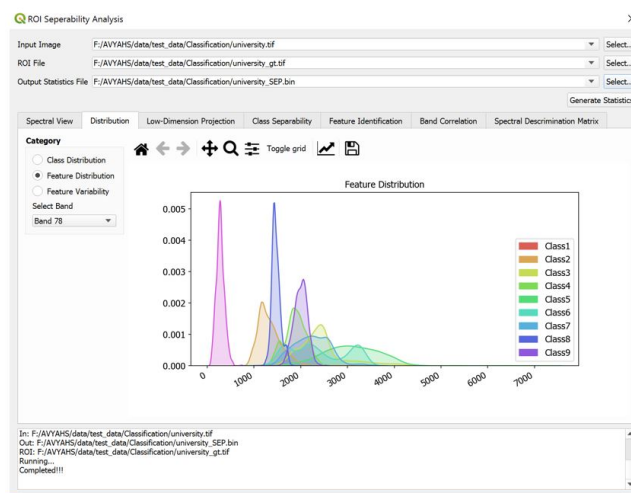 ROI Seperability Analysis
Input Image F:/AVYAHS/data/test_data/Classification/university.tif Select..
ROI File F:/AVYAHS/data/test_data/Classification/university_gt.tif Select..
Output Statistics File F:/AVYAHS/data/test_data/Classification/university_SEP.bin Select..
Generate Statistics
Spectral View Distribution Low-Dimension Projection Class Separability Feature Identification Band Correlation Spectral Descrimination Matrix
Category
Class Distribution
Feature Distribution
Feature Variability
Select Band
Band 78
Toggle grid
Feature Distribution
0.005
0.004
0.003
0.002
0.001
0.000
0 1000 2000 3000 4000 5000 6000 7000
Class1
Class2
Class3
Class4
Class5
Class6
Class7
Class8
Class9
In: F:/AVYAHS/data/test_data/Classification/university.tif
Out: F:/AVYAHS/data/test_data/Classification/university_SEP.bin
ROI: F:/AVYAHS/data/test_data/Classification/university_gt.tif
Running...
Completed!!!